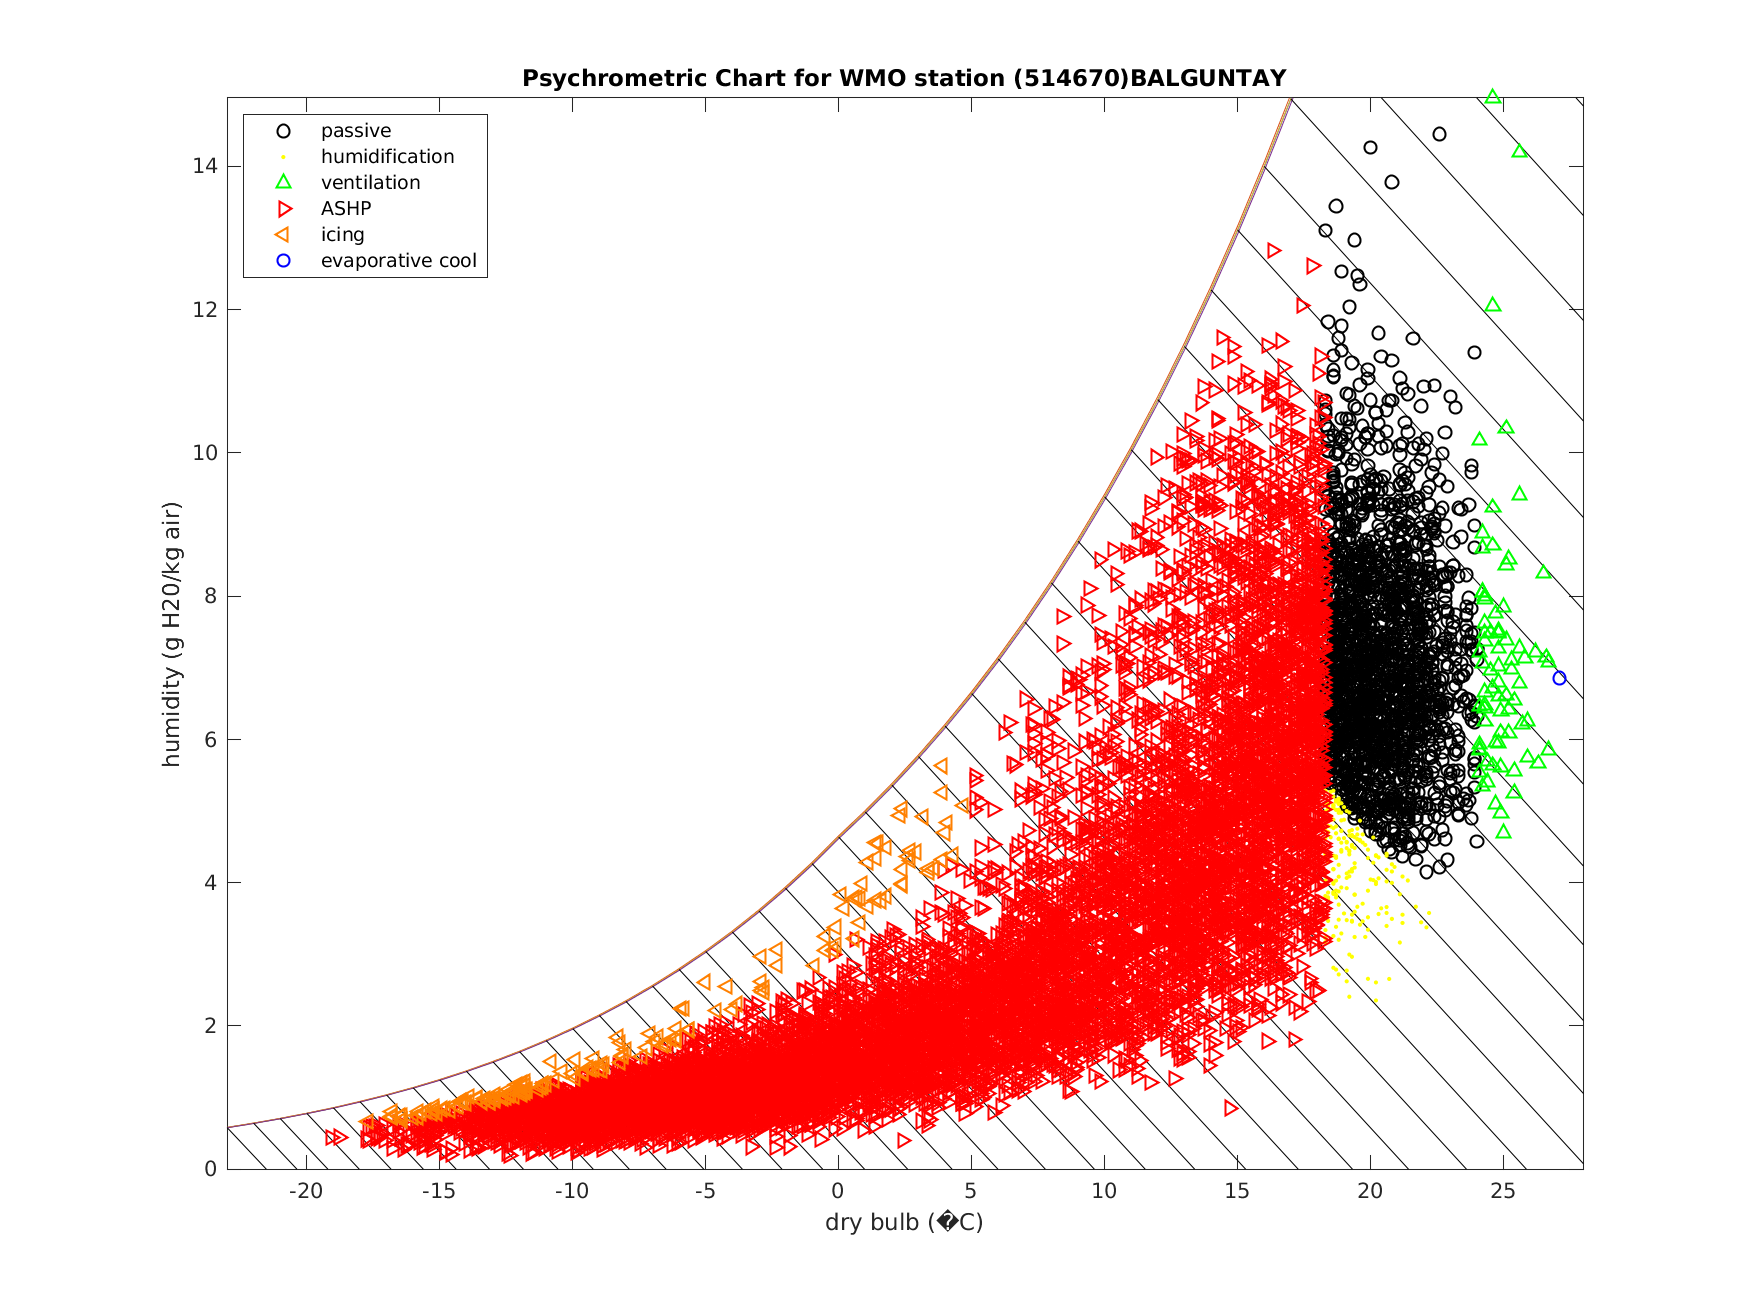 Psychrometric Chart for WMO station (514670)BALGUNTAY
passive
humidification
ventilation
ASHP
icing
evaporative cool
humidity (g H20/kg air)
14
12
10
8
6
4
2
0
-20 -15 -10 -5 0 5 10 15 20 25
dry bulb (�C)